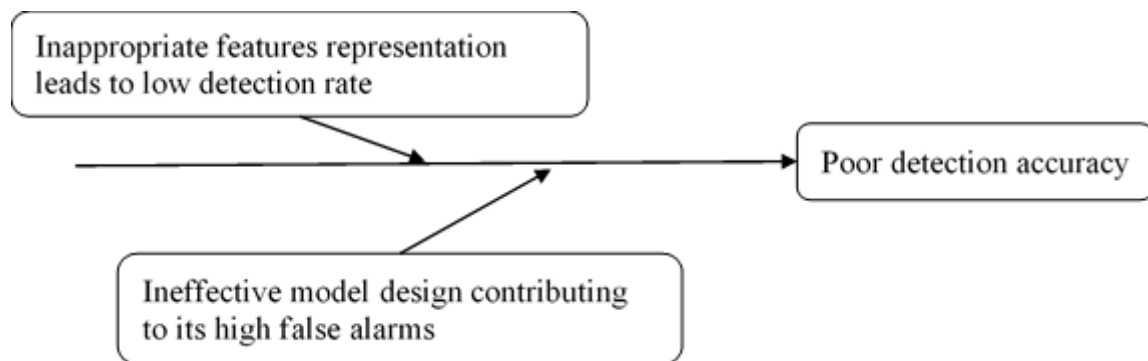 Inappropriate features representation
leads to low detection rate
Poor detection accuracy
Ineffective model design contributing
to its high false alarms